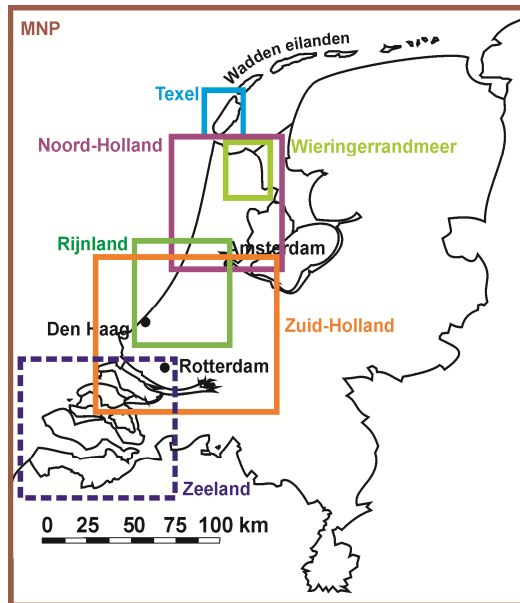 MNP
Wadden eilanden
Texel
Noord-Holland
Wieringerrandmeer
Rijnland
Amsterdam
Den Haag
Zuid-Holland
Rotterdam
Zeeland
0 25 50 75 100 km